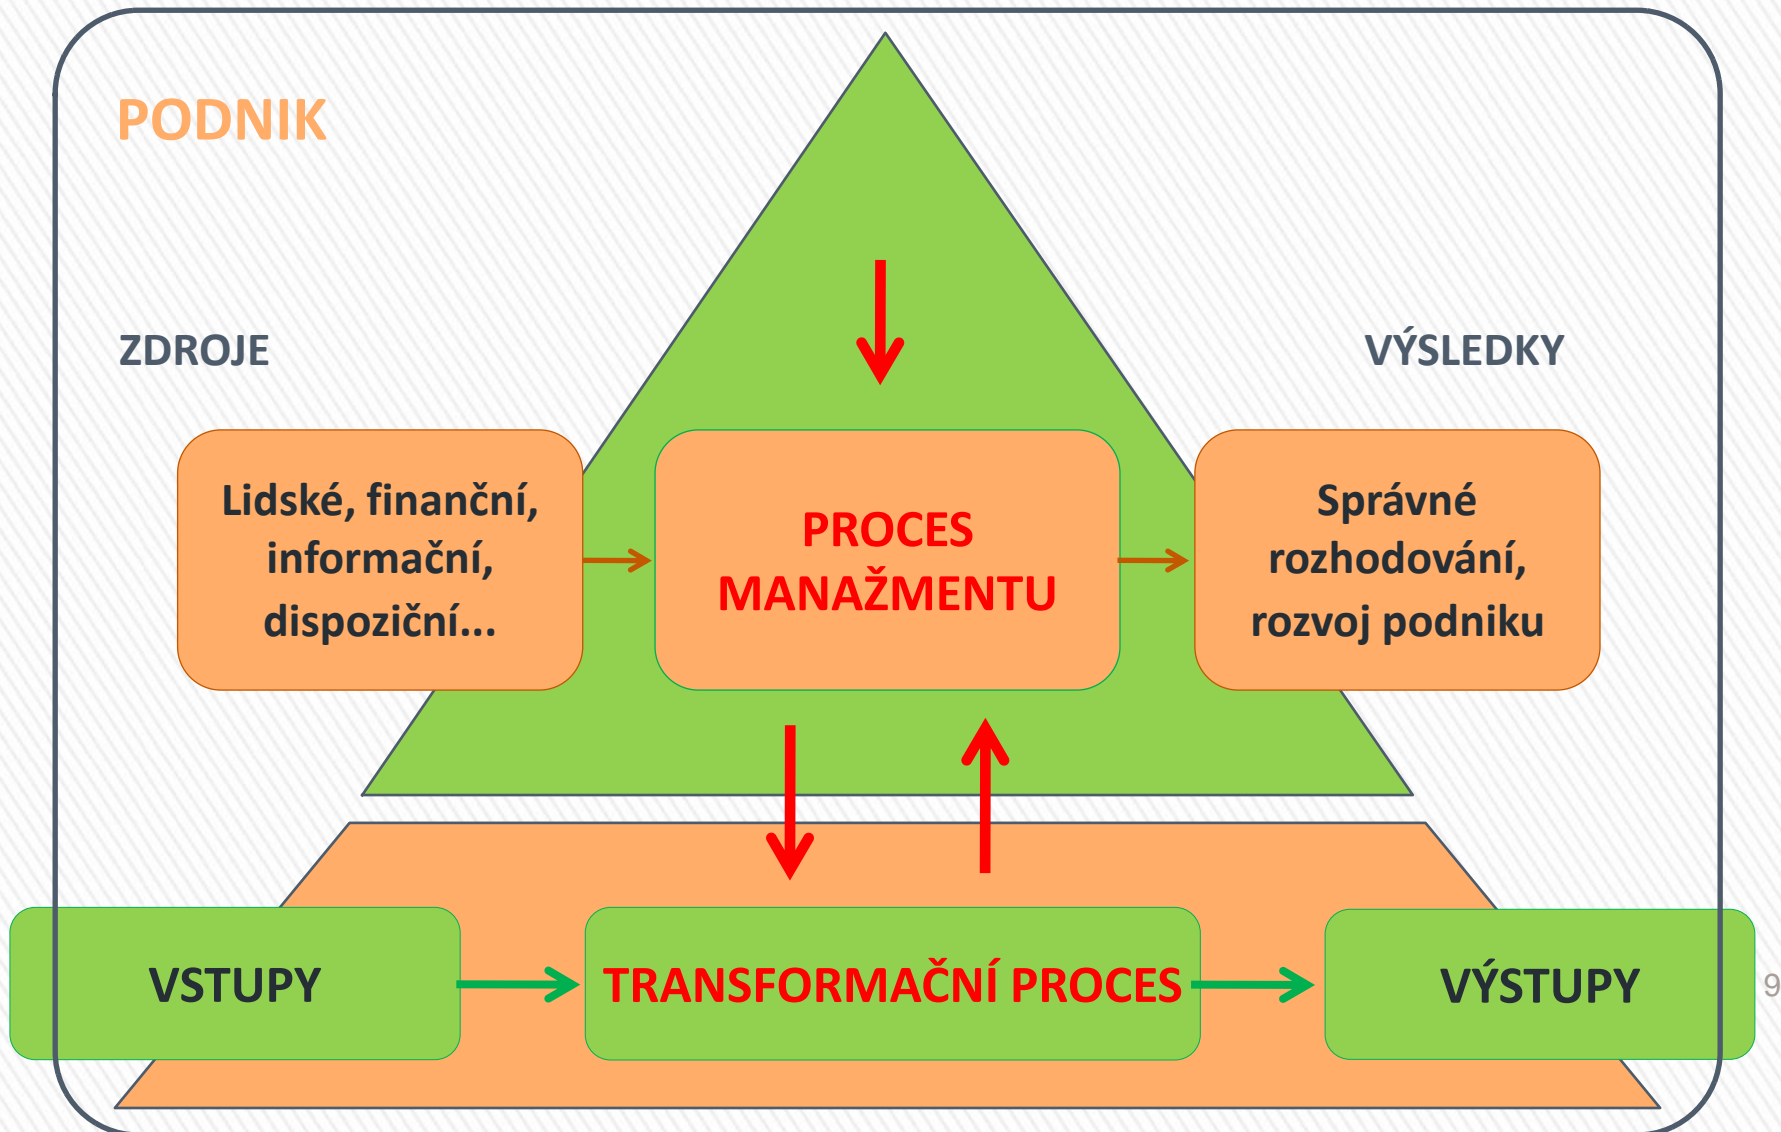 PODNIK
ZDROJE
VÝSLEDKY
Lidské, finanční,
informační,
dispoziční...
PROCES
MANAŽMENTU
Správné
rozhodování,
rozvoj podniku
VSTUPY
TRANSFORMAČNÍ PROCES
VÝSTUPY
9